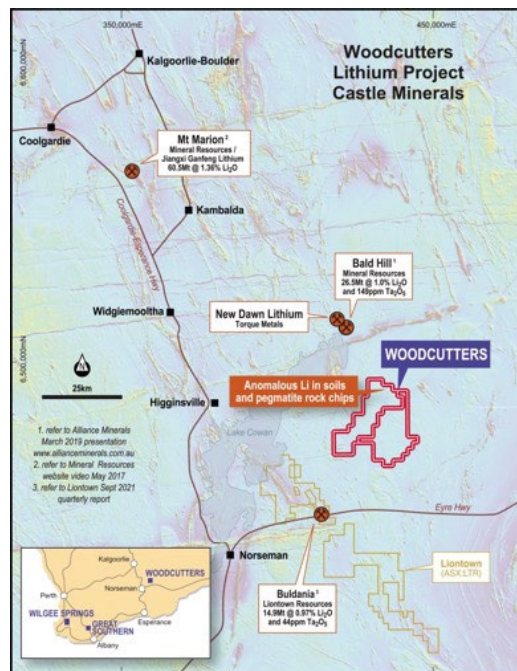 350,000mE
450,000mE
6,600,000mN
Woodcutters
Lithium Project
Castle Minerals
Kalgoorlie-Boulder
Coolgardie
Mt Marion ²
Mineral Resources /
Jiangxi Ganfeng Lithium
60.5Mt @ 1.36% Li₂O
Coolgardie-Esperance Hwy
Kambalda
Bald Hill ¹
Mineral Resources
26.5Mt @ 1.0% Li₂O
and 149ppm Ta₂O₅
New Dawn Lithium
Torque Metals
Widgiemooltha
6,500,000mN
WOODCUTTERS
25km
Anomalous Li in soils
and pegmatite rock chips
Higginsville
Lake Cowan
1. refer to Alliance Minerals
March 2019 presentation
www.allianceminerals.com.au
2. refer to Mineral Resources
website video May 2017
3. refer to Liontown Sept 2021
quarterly report
Eyre Hwy
Norseman
Liontown
(ASX:LTR)
Buldania ³
Liontown Resources
14.9Mt @ 0.97% Li₂O
and 44ppm Ta₂O₅
Kalgoorlie
WOODCUTTERS
Perth
Norseman
WILGEE SPRINGS
Esperance
GREAT
SOUTHERN
Albany